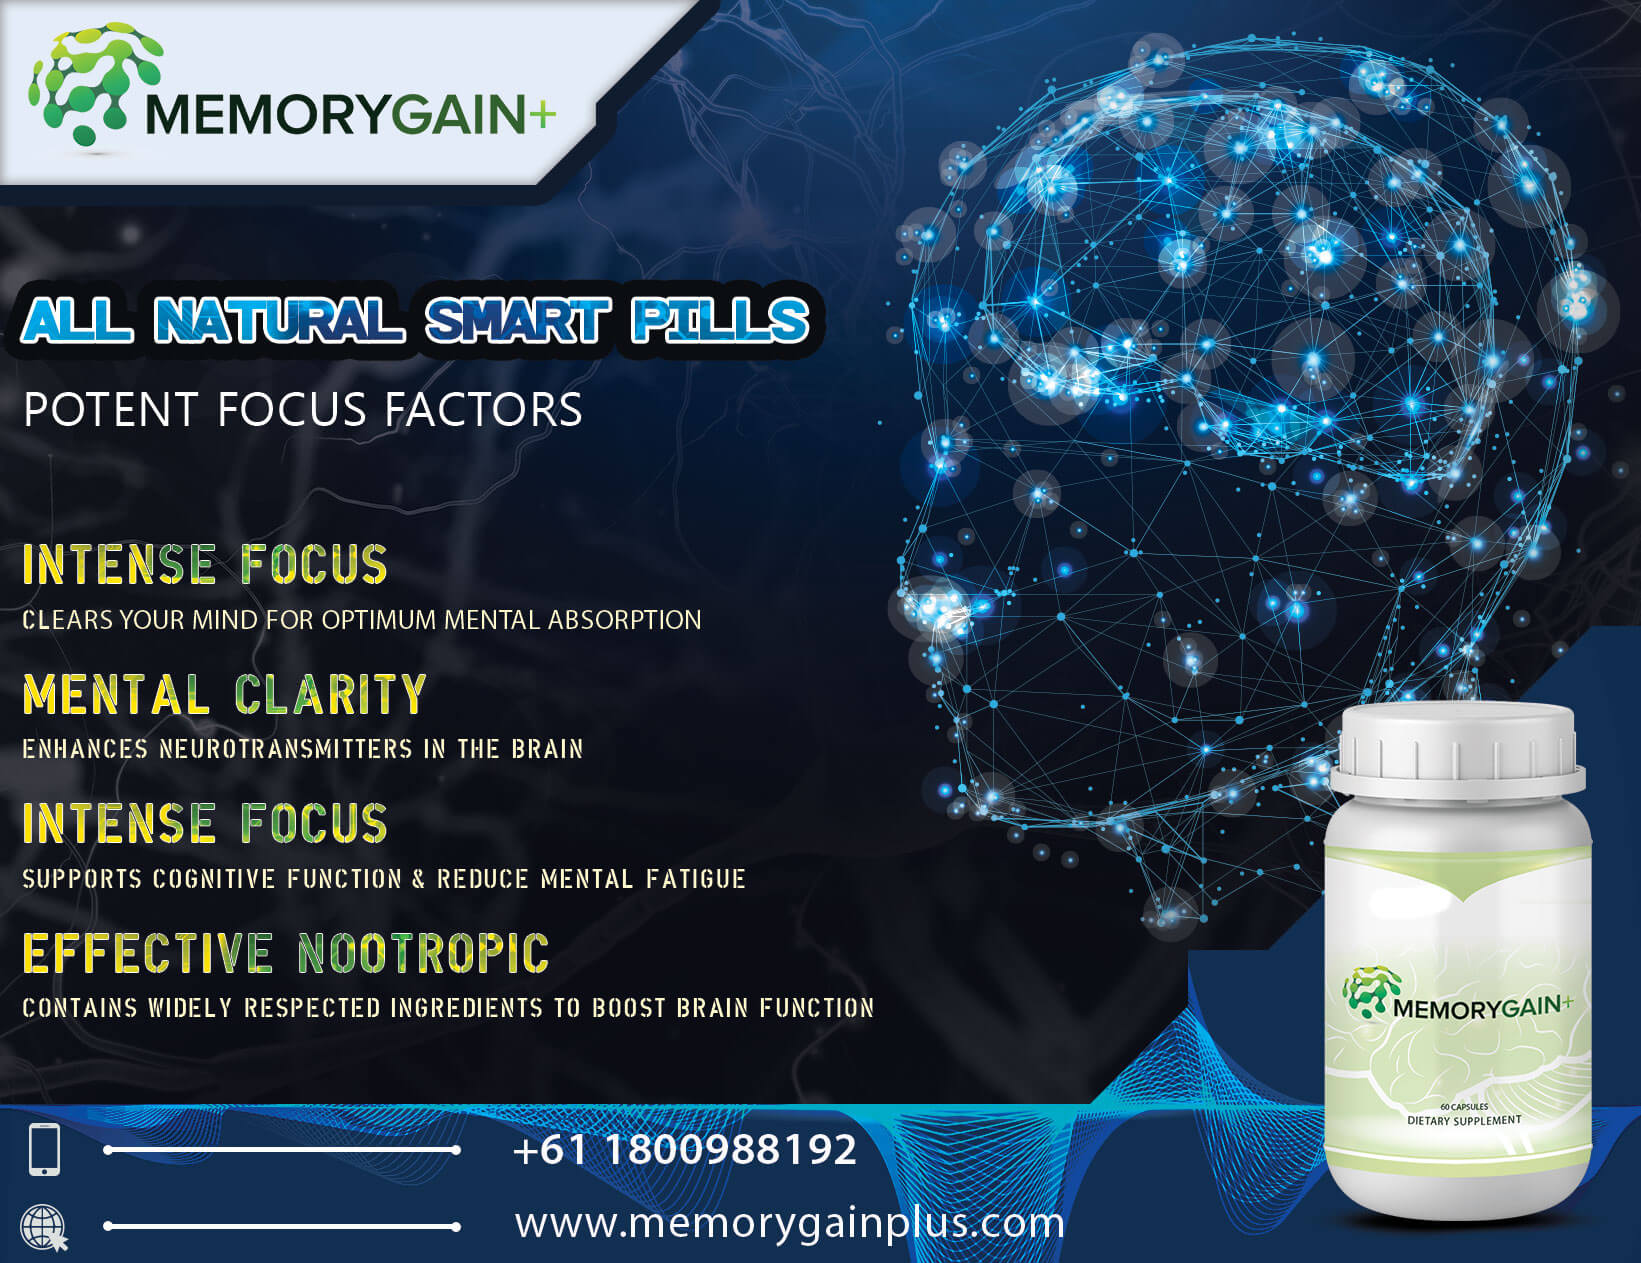 MEMORYGAIN+
ALL NATURAL SMART PILLS
POTENT FOCUS FACTORS
INTENSE FOCUS
CLEARS YOUR MIND FOR OPTIMUM MENTAL ABSORPTION
MENTAL CLARITY
ENHANCES NEUROTRANSMITTERS IN THE BRAIN
INTENSE FOCUS
SUPPORTS COGNITIVE FUNCTION & REDUCE MENTAL FATIGUE
EFFECTIVE NOOTROPIC
CONTAINS WIDELY RESPECTED INGREDIENTS TO BOOST BRAIN FUNCTION
MEMORYGAIN+
60 CAPSULES
DIETARY SUPPLEMENT
+61 1800988192
www.memorygainplus.com